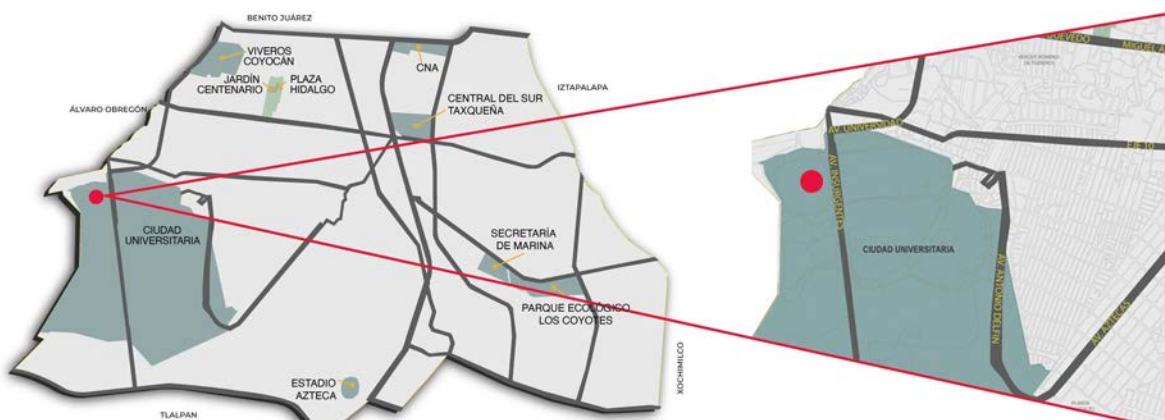 BENITO JUÁREZ
VIVEROS
COYOCÁN
CNA
JARDÍN
CENTENARIO
PLAZA
HIDALGO
IZTAPALAPA
ÁLVARO OBREGÓN
CENTRAL DEL SUR
TAXQUEÑA
CIUDAD
UNIVERSITARIA
SECRETARÍA
DE MARINA
PARQUE ECOLÓGICO
LOS COYOTES
XOCHIMILCO
ESTADIO
AZTECA
TLALPAN
QUEVEDO
MIGUEL A
AV. UNIVERSIDAD
EJE 10
AV. INSURGENTES
CIUDAD UNIVERSITARIA
AV. ANTONIO DELFIN
AV. AZTECAS